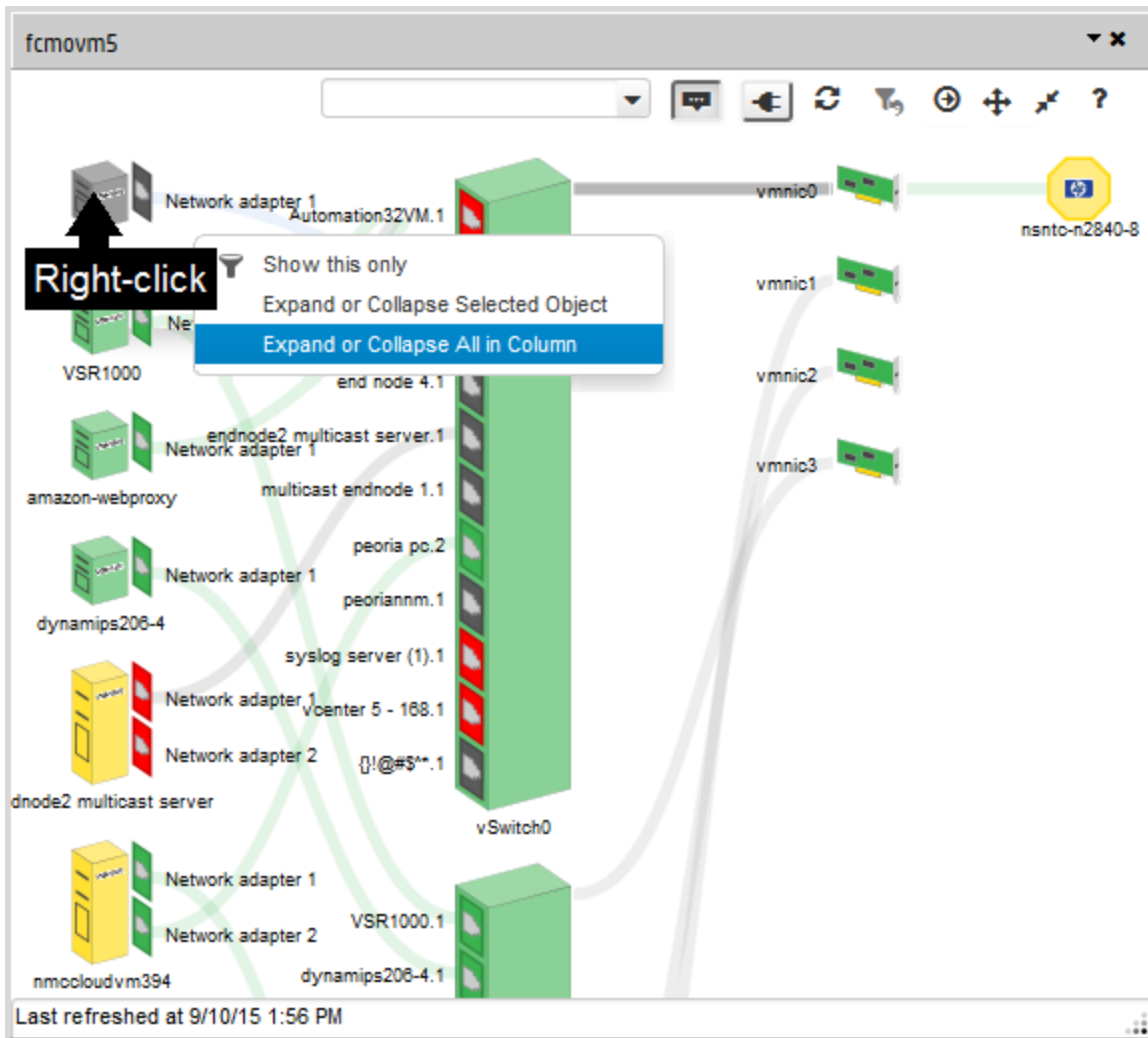 fcmovm5
?
Network adapter 1
Automation32VM.1
vmnic0
nsntc-n2840-8
Right-click
Show this only
Expand or Collapse Selected Object
Expand or Collapse All in Column
vmnic1
Ne
VSR1000
end node 4.1
vmnic2
endnode2 multicast server.1
Network adapter 1
amazon-webproxy
multicast endnode 1.1
vmnic3
peoria pc.2
Network adapter 1
peoriannm.1
dynamips206-4
syslog server (1).1
Network adapter 1
vcenter 5 - 168.1
Network adapter 2
{}!@#$^*.1
dnode2 multicast server
vSwitch0
Network adapter 1
VSR1000.1
Network adapter 2
nmccloudvm394
dynamips206-4.1
Last refreshed at 9/10/15 1:56 PM